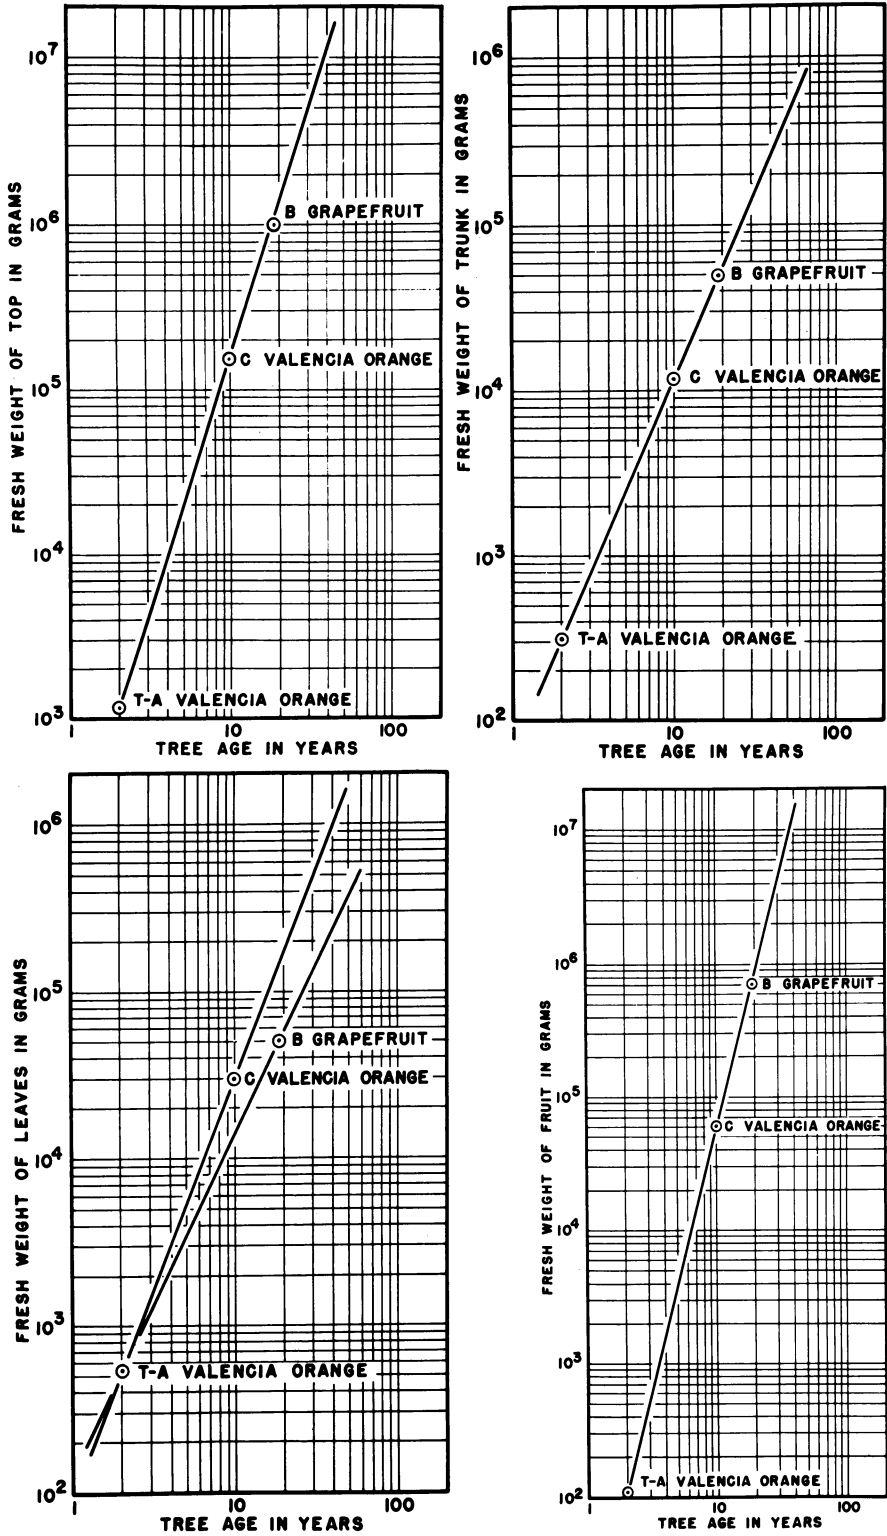 FRESH WEIGHT OF TOP IN GRAMS
10⁷
10⁶
10⁵
10⁴
10³
B GRAPEFRUIT
C VALENCIA ORANGE
T-A VALENCIA ORANGE
1 10 100
TREE AGE IN YEARS
FRESH WEIGHT OF TRUNK IN GRAMS
10⁶
10⁵
10⁴
10³
10²
B GRAPEFRUIT
C VALENCIA ORANGE
T-A VALENCIA ORANGE
1 10 100
TREE AGE IN YEARS
FRESH WEIGHT OF LEAVES IN GRAMS
10⁶
10⁵
10⁴
10³
10²
B GRAPEFRUIT
C VALENCIA ORANGE
T-A VALENCIA ORANGE
1 10 100
TREE AGE IN YEARS
FRESH WEIGHT OF FRUIT IN GRAMS
10⁷
10⁶
10⁵
10⁴
10³
10²
B GRAPEFRUIT
C VALENCIA ORANGE
T-A VALENCIA ORANGE
1 10 100
TREE AGE IN YEARS